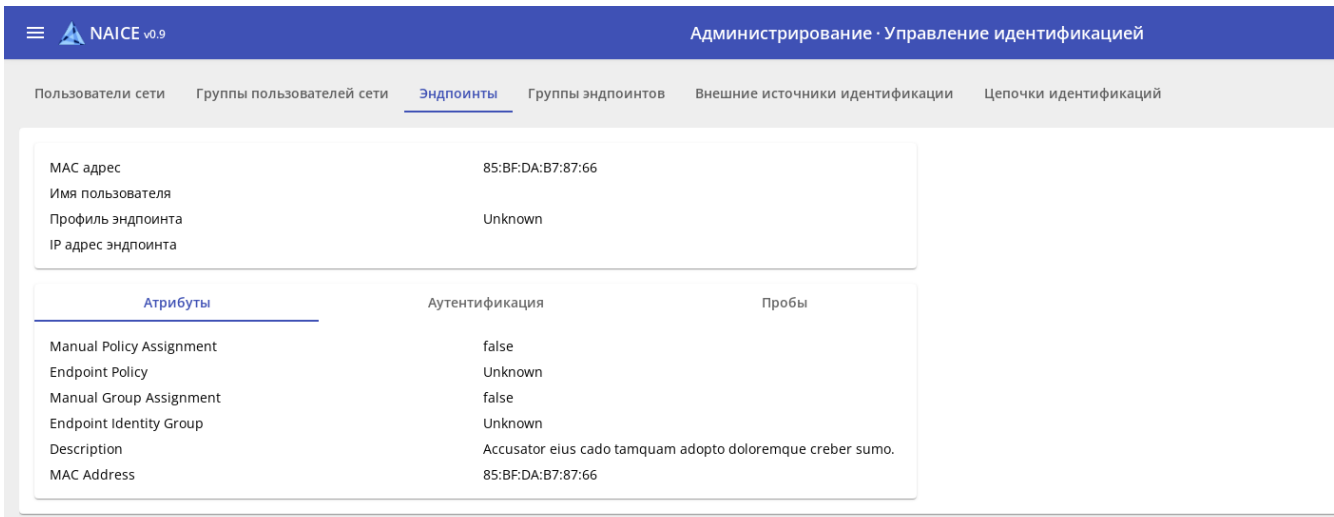 NAICE v0.9
Администрирование · Управление идентификацией
Пользователи сети Группы пользователей сети Эндпоинты Группы эндпоинтов Внешние источники идентификации Цепочки идентификаций
МАС адрес 85:BF:DA:B7:87:66
Имя пользователя
Профиль эндпоинта Unknown
IP адрес эндпоинта
Атрибуты Аутентификация Пробы
Manual Policy Assignment false
Endpoint Policy Unknown
Manual Group Assignment false
Endpoint Identity Group Unknown
Description Accusator eius cado tamquam adopto doloremque creber sumo.
MAC Address 85:BF:DA:B7:87:66